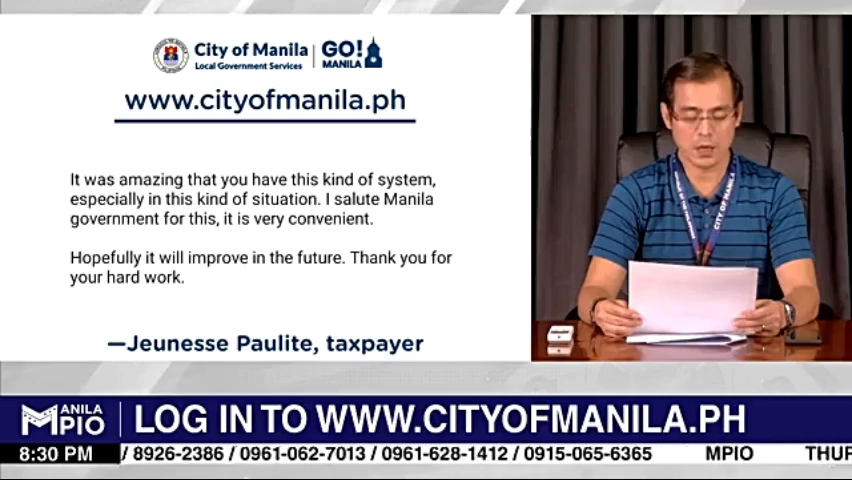 City of Manila
Local Government Services
GO!
MANILA
www.cityofmanila.ph
It was amazing that you have this kind of system,
especially in this kind of situation. I salute Manila
government for this, it is very convenient.
Hopefully it will improve in the future. Thank you for
your hard work.
—Jeunesse Paulite, taxpayer
CITY OF MANILA
MANILA
MPIO
LOG IN TO WWW.CITYOFMANILA.PH
8:30 PM
/ 8926-2386 / 0961-062-7013 / 0961-628-1412 / 0915-065-6365 MPIO THUR